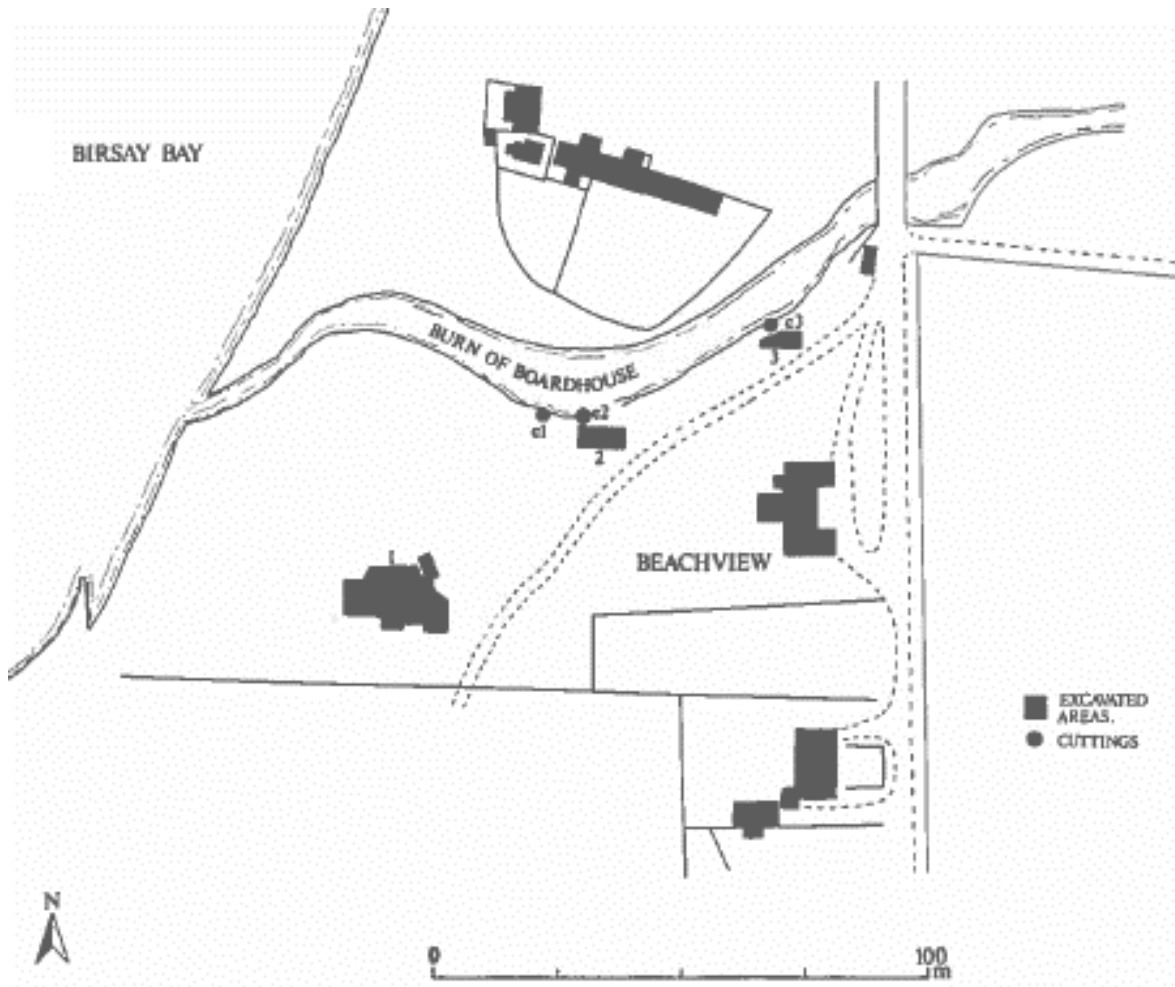 BIRSAY BAY
BURN OF BOARDHOUSE
c3
3
c1
c2
2
BEACHVIEW
1
EXCAVATED
AREAS.
CUTTINGS
N
0
100
m